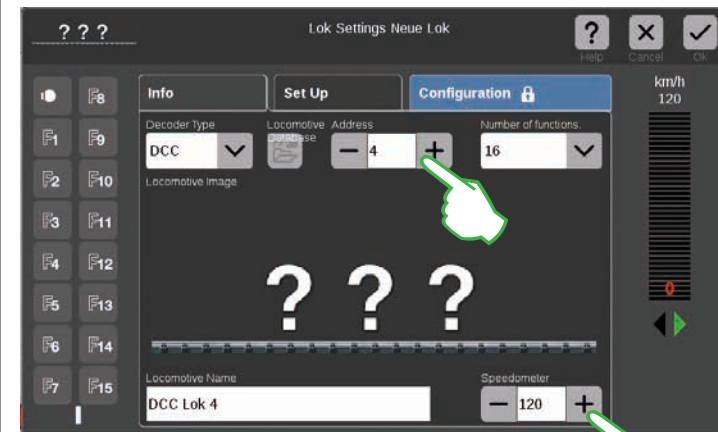 ? ? ?
Lok Settings Neue Lok
?
Help
Cancel
Ok
Info
Set Up
Configuration
km/h
120
F8
F1
F9
F2
F10
F3
F11
F4
F12
F5
F13
F6
F14
F7
F15
Decoder Type
Locomotive Database
Address
Number of functions.
DCC
4
16
Locomotive Image
? ? ?
0
Locomotive Name
Speedometer
DCC Lok 4
120